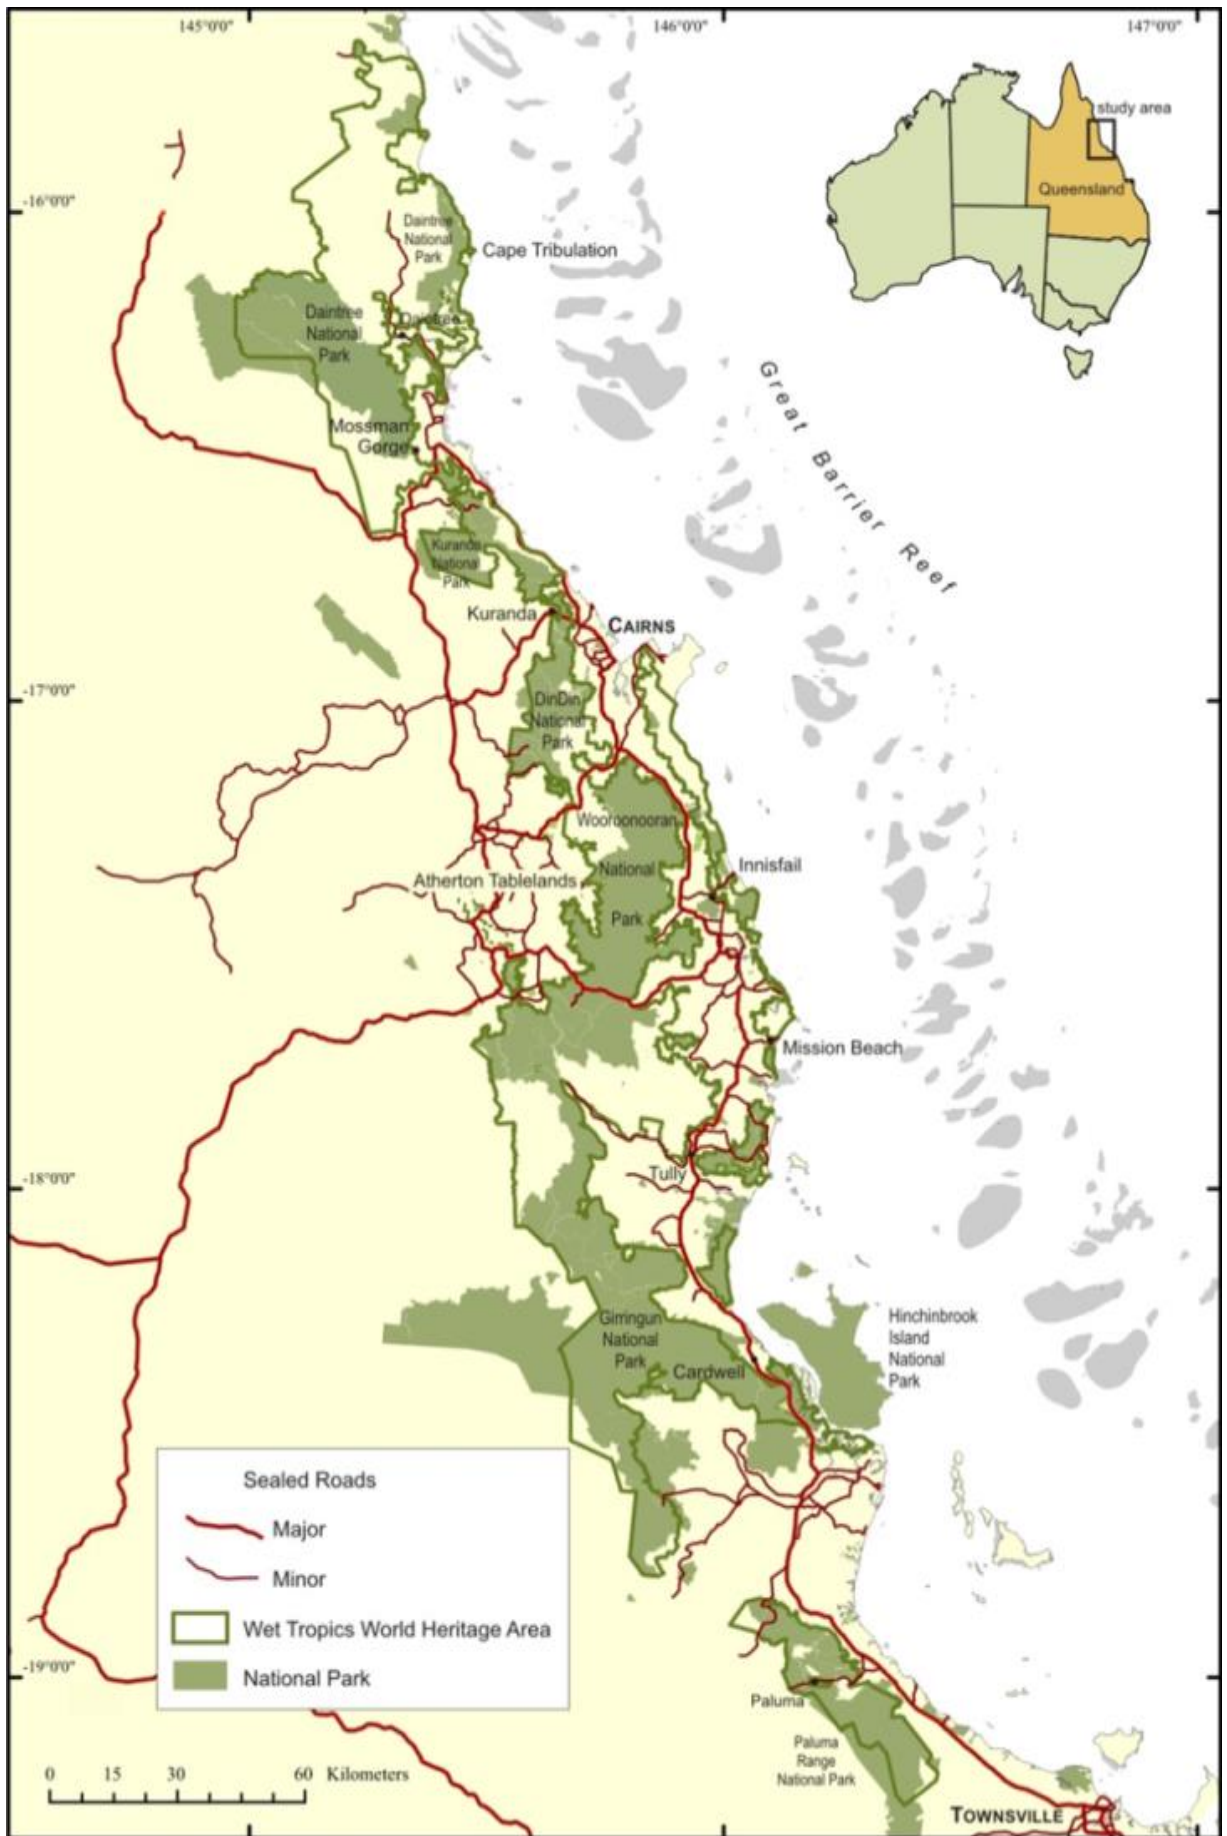 145°0'0"
146°0'0"
147°0'0"
study area
Queensland
-16°0'0"
Daintree
National
Park
Cape Tribulation
Daintree
National
Park
Daintree
Great Barrier Reef
Mossman
Gorge
Kuranda
National
Park
Kuranda
CAIRNS
-17°0'0"
DinDin
National
Park
Wooroonooran
National
Park
Innisfail
Atherton Tablelands
Mission Beach
Tully
-18°0'0"
Girringun
National
Park
Cardwell
Hinchinbrook
Island
National
Park
Sealed Roads
Major
Minor
Wet Tropics World Heritage Area
National Park
-19°0'0"
Paluma
Paluma
Range
National Park
0 15 30 60 Kilometers
TOWNSVILLE